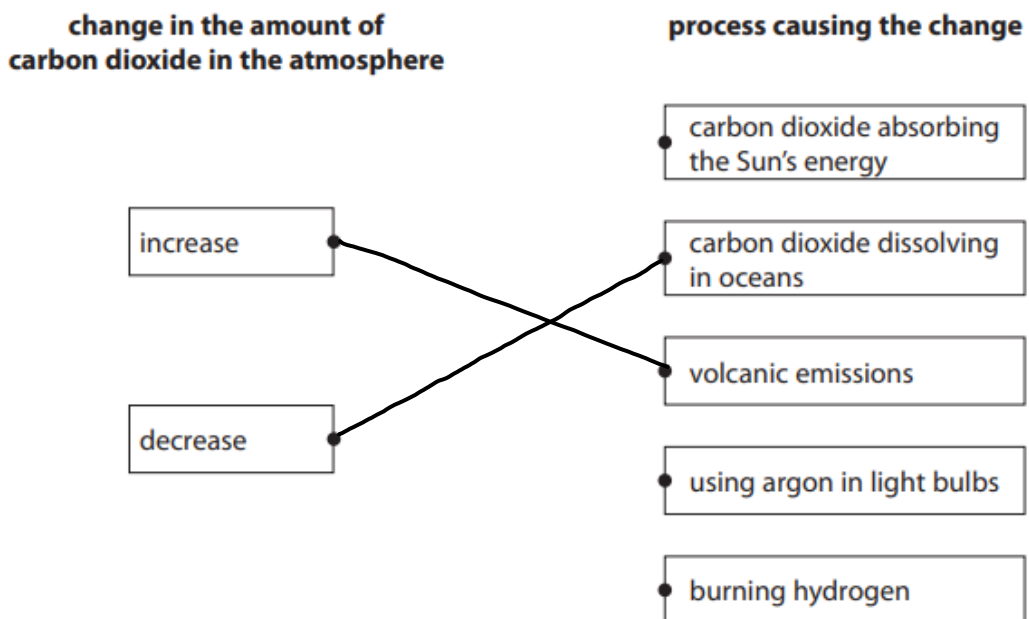 change in the amount of
carbon dioxide in the atmosphere
process causing the change
increase
decrease
carbon dioxide absorbing
the Sun's energy
carbon dioxide dissolving
in oceans
volcanic emissions
using argon in light bulbs
burning hydrogen